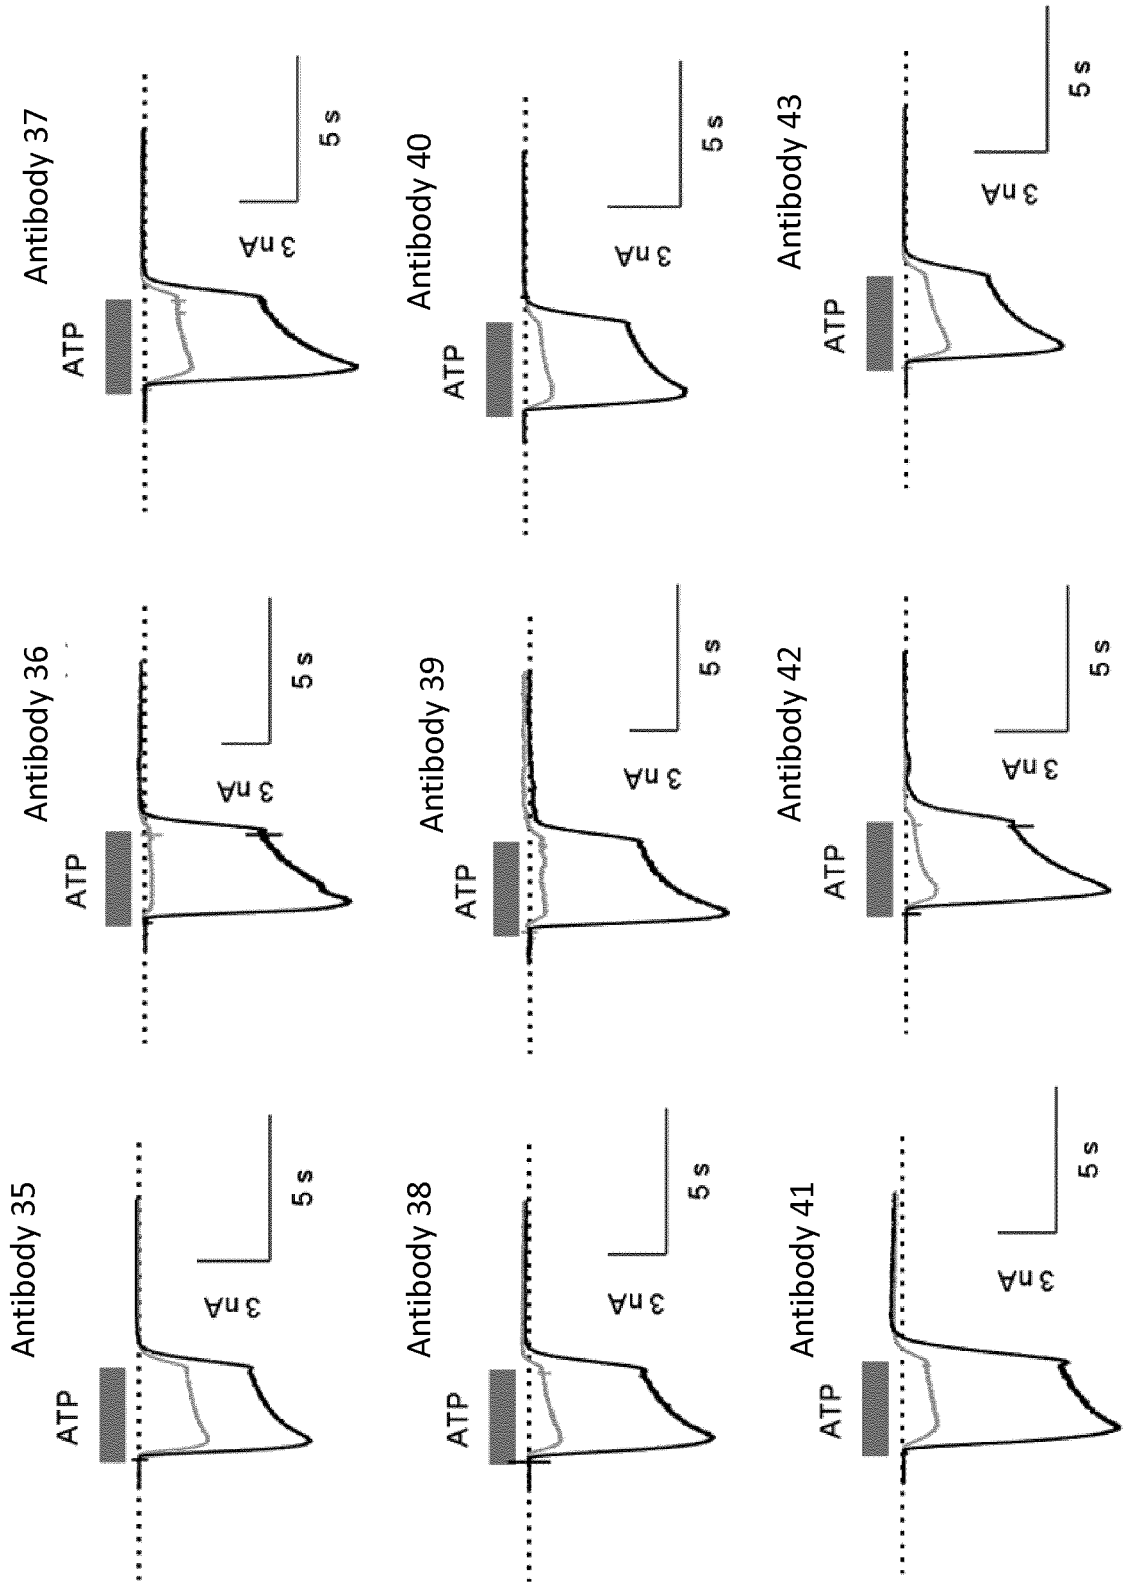 Antibody 37
ATP
3 nA
5 s
Antibody 36
ATP
3 nA
5 s
Antibody 35
ATP
3 nA
5 s
Antibody 40
ATP
3 nA
5 s
Antibody 39
ATP
3 nA
5 s
Antibody 38
ATP
3 nA
5 s
Antibody 43
ATP
3 nA
5 s
Antibody 42
ATP
3 nA
5 s
Antibody 41
ATP
3 nA
5 s